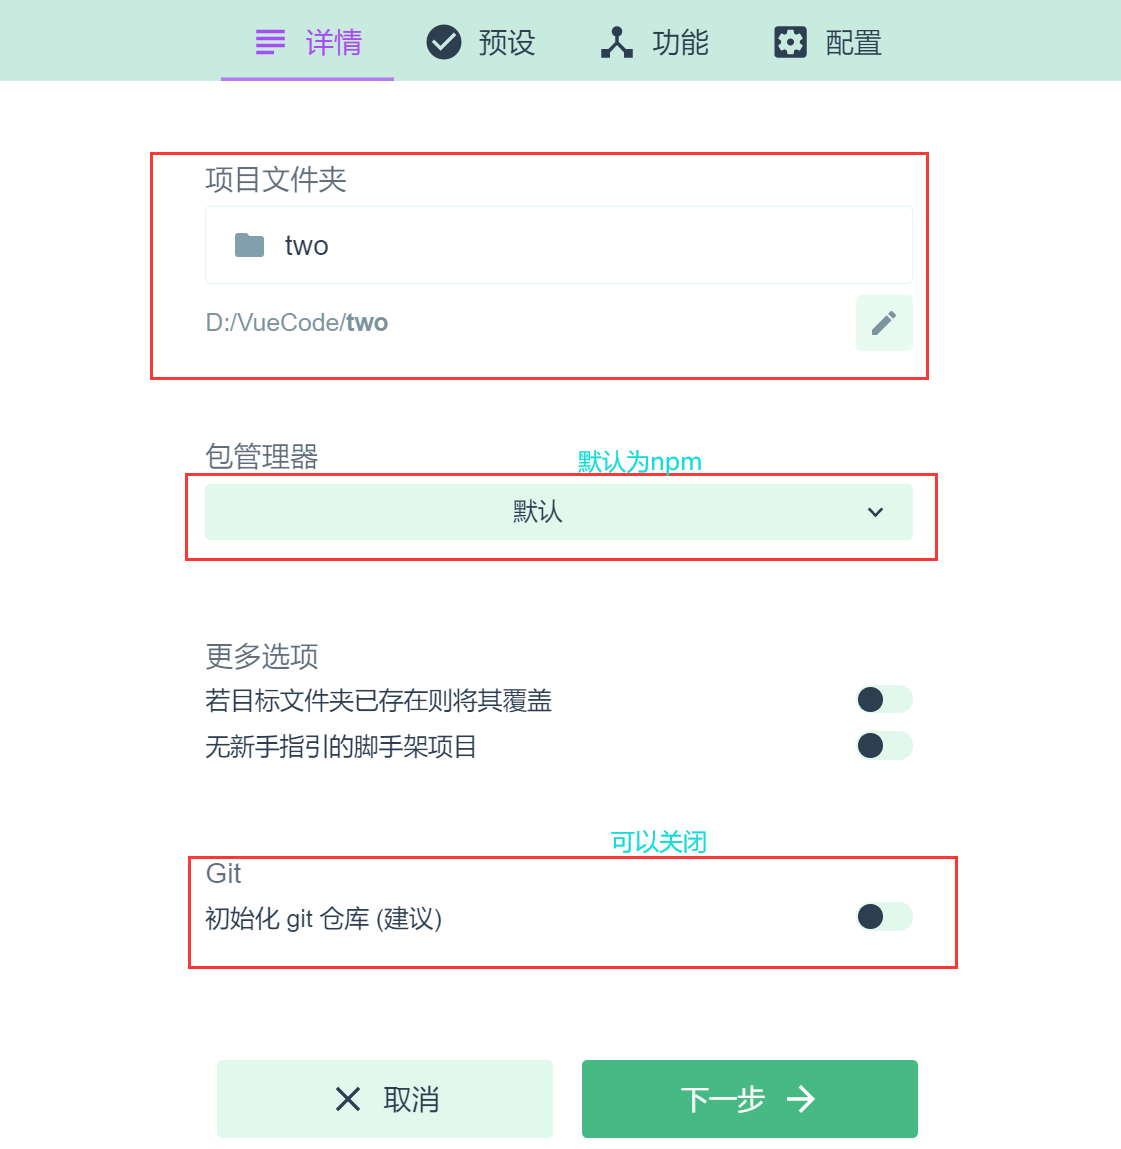 详情 预设 功能 配置
项目文件夹
two
D:/VueCode/two
包管理器 默认为npm
默认
更多选项
若目标文件夹已存在则将其覆盖
无新手指引的脚手架项目
可以关闭
Git
初始化 git 仓库 (建议)
取消 下一步